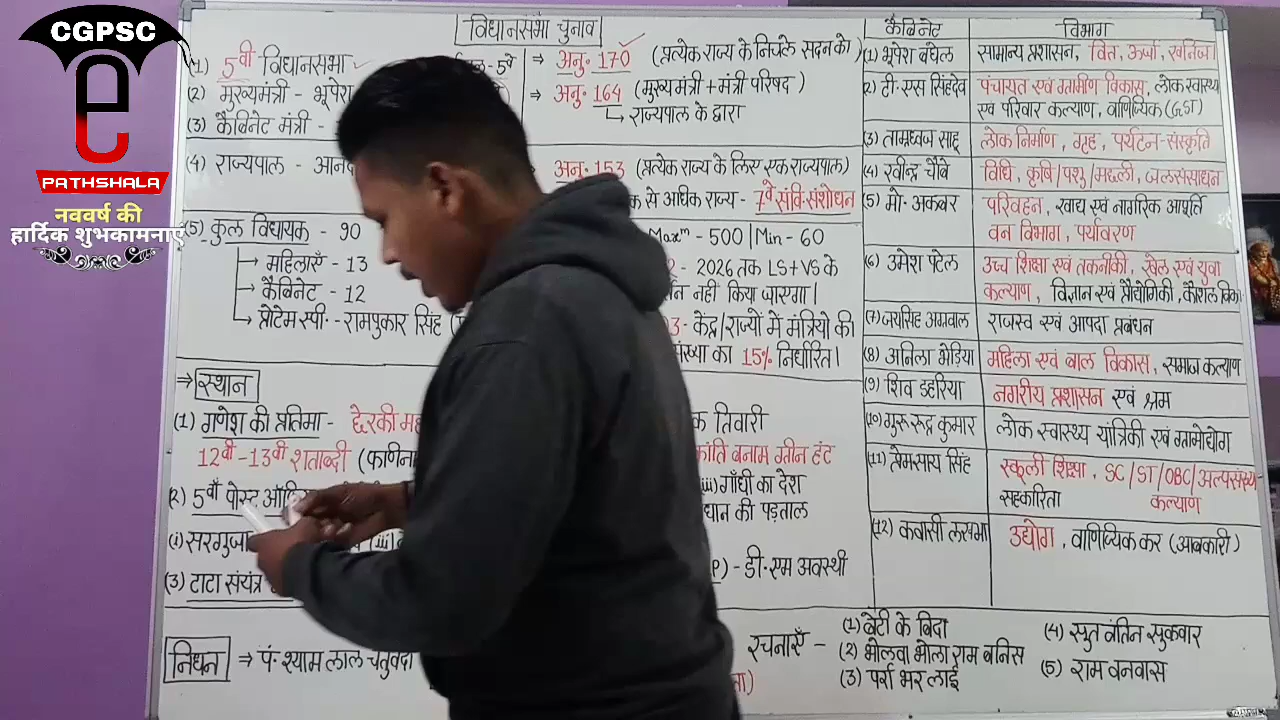 CGPSC
PATHSHALA
नववर्ष की
हार्दिक शुभकामनाएं
विधानसभा चुनाव
(1) 5वी विधानसभा
(2) मुख्यमंत्री - भूपेश
(3) कैबिनेट मंत्री -
(4) राज्यपाल -
(5) कुल विधायक - 90
महिलाएँ - 13
कैबिनेट - 12
प्रोटेम स्पी. - रामपुकार सिंह
⇒ अनु. 170 (प्रत्येक राज्य के निचले सदन के)
⇒ अनु. 164 (मुख्यमंत्री + मंत्री परिषद)
राज्यपाल के द्वारा
अनु. 153 (प्रत्येक राज्य के लिए एक राज्यपाल)
क से अधिक राज्य - 7वे संवि. संशोधन
Maxᵐ - 500 | Min - 60
- 2026 तक LS + VS के
नहीं किया जाएगा।
3 - केंद्र/राज्यों में मंत्रियो की
संख्या का 15% निर्धारित।
⇒ स्थान
(1) गणेश की प्रतिमा -
12वी - 13वी शताब्दी
(2) 5वाँ पोस्ट
(i) सरगुजा
(3) टाटा संयंत्र
क तिवारी
क्रांति बनाम ग्रीन हंट
(iii) गाँधी का देश
धान की पड़ताल
P) - डी. एम अवस्थी
निधन ⇒ पं. श्याम लाल चतुर्वेदी
रचनाएँ -
(1) बेटी के बिदा
(2) भोलवा भोला राम बनिस
(3) पर्रा भर लाई
(4) सुत
(5) राम वनवास
कैबिनेट विभाग
(1) भूपेश बघेल सामान्य प्रशासन, वित, ऊर्जा, खनिज
(2) टी. एस सिंहदेव पंचायत एवं ग्रामीण विकास, लोक स्वास्थ्य
एवं परिवार कल्याण, वाणिज्यिक (GST)
(3) ताम्रध्वज साहू लोक निर्माण, गृह, पर्यटन - संस्कृति
(4) रवीन्द्र चौबे विधि, कृषि/पशु/मछली, जलसंसाधन
(5) मो. अकबर परिवहन, खाद्य एवं नागरिक आपूर्ति
वन विभाग, पर्यावरण
(6) उमेश पटेल उच्च शिक्षा एवं तकनीकी, खेल एवं युवा
कल्याण, विज्ञान एवं प्रौद्योगिकी, कौशल विका
(7) जयसिंह अग्रवाल राजस्व एवं आपदा प्रबंधन
(8) अनिला भेड़िया महिला एवं बाल विकास, समाज कल्याण
(9) शिव डहरिया नगरीय प्रशासन एवं श्रम
(10) गुरू रूद्र कुमार लोक स्वास्थ्य यांत्रिकी एवं ग्रामोद्योग
(11) प्रेमसाय सिंह स्कूली शिक्षा, SC/ST/OBC/अल्पसंख्य
सहकारिता कल्याण
(12) कवासी लखमा उद्योग, वाणिज्यिक कर (आबकारी)